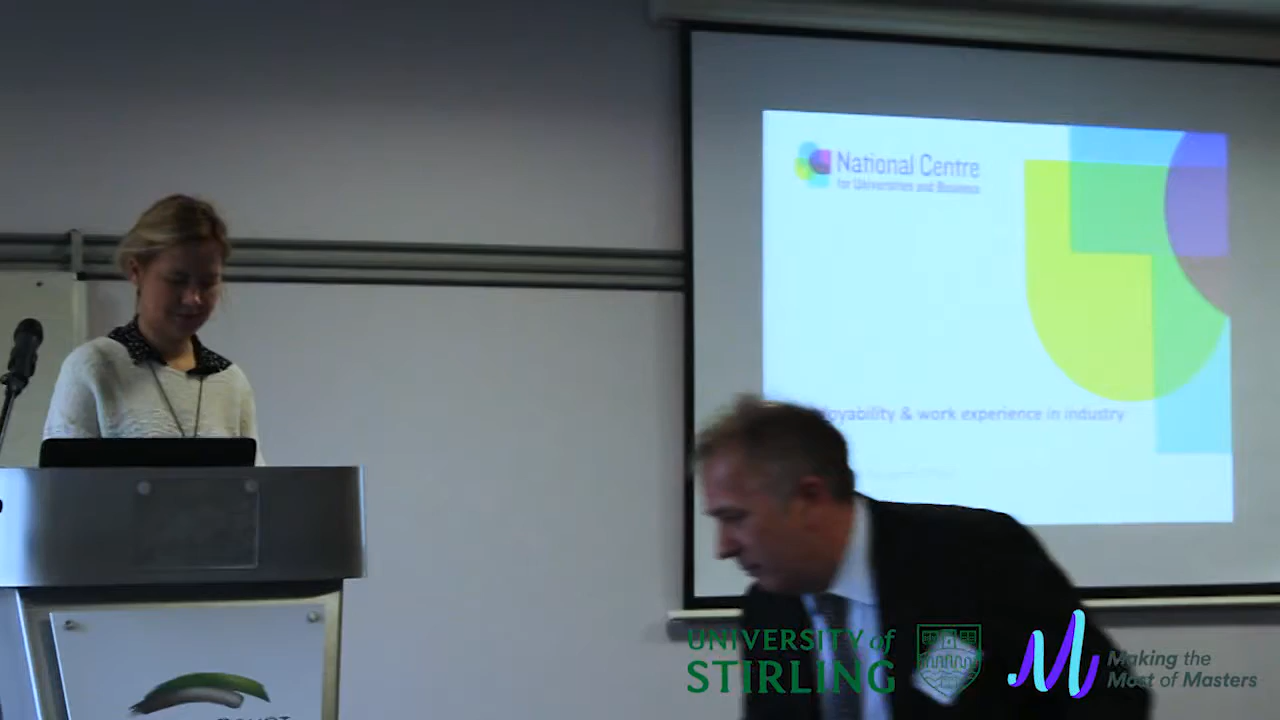 National Centre
for Universities and Business
& work experience in industry
UNIVERSITY of
STIRLING
Making the
Most of Masters